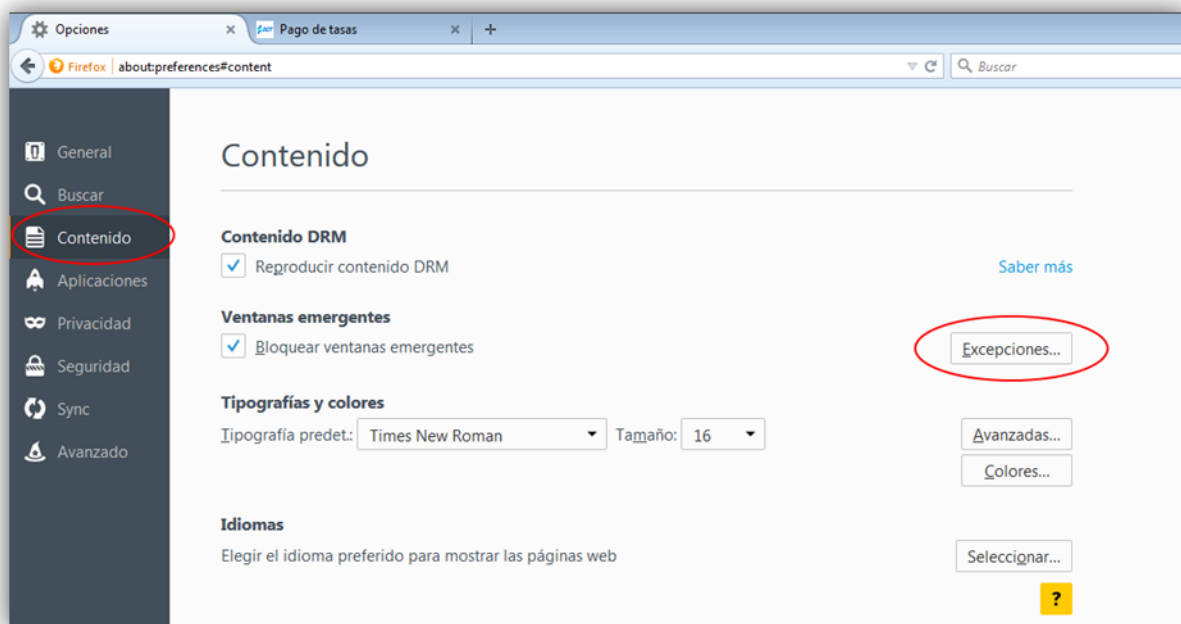 Opciones
Pago de tasas
Firefox about:preferences#content
Buscar
General
Buscar
Contenido
Aplicaciones
Privacidad
Seguridad
Sync
Avanzado
Contenido
Contenido DRM
Reproducir contenido DRM
Saber más
Ventanas emergentes
Bloquear ventanas emergentes
Excepciones...
Tipografías y colores
Tipografía predet.: Times New Roman Tamaño: 16
Avanzadas...
Colores...
Idiomas
Elegir el idioma preferido para mostrar las páginas web
Seleccionar...
?